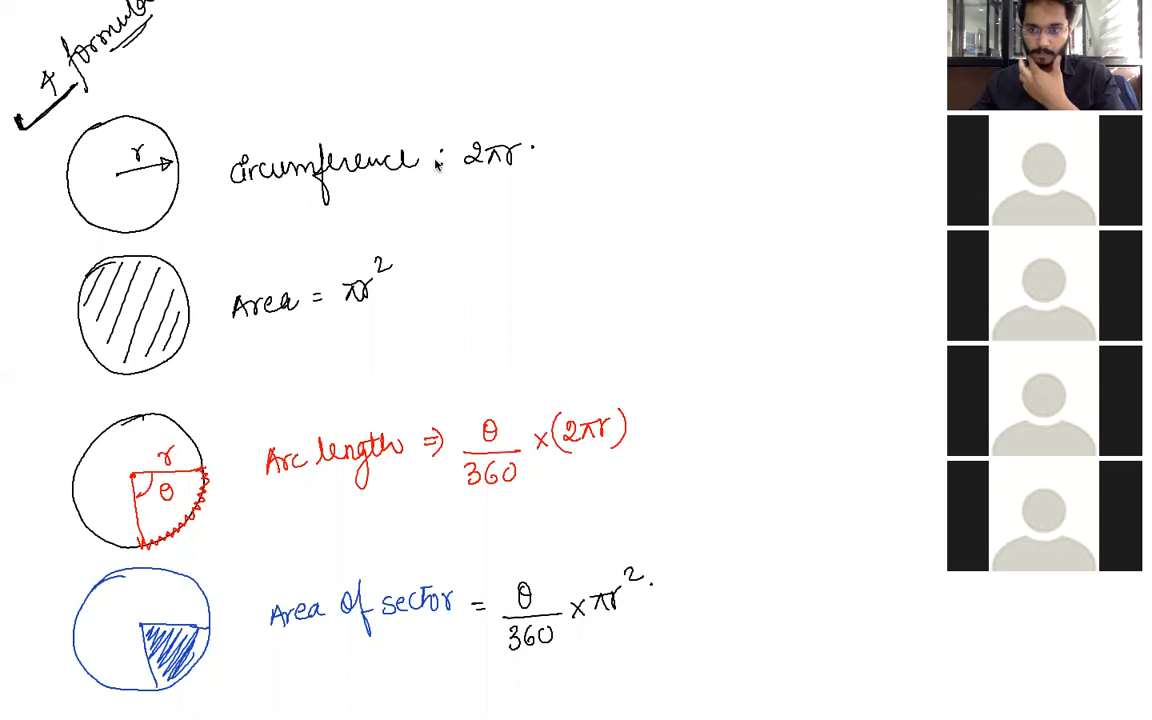 4 formula
r
Circumference : 2πr.
Area = πr²
r
θ
Arc length ⇒ θ/360 × (2πr)
Area of sector = θ/360 × πr².